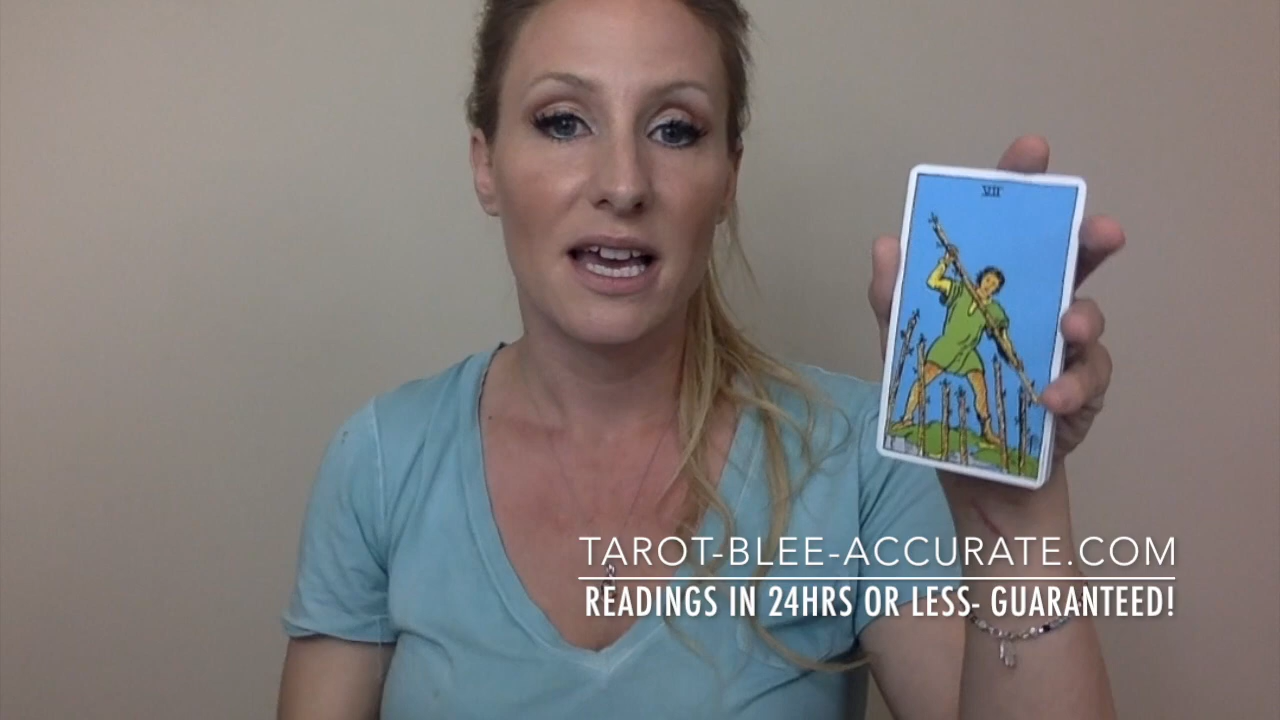 VII
TAROT-BLEE-ACCURATE.COM
READINGS IN 24HRS OR LESS- GUARANTEED!